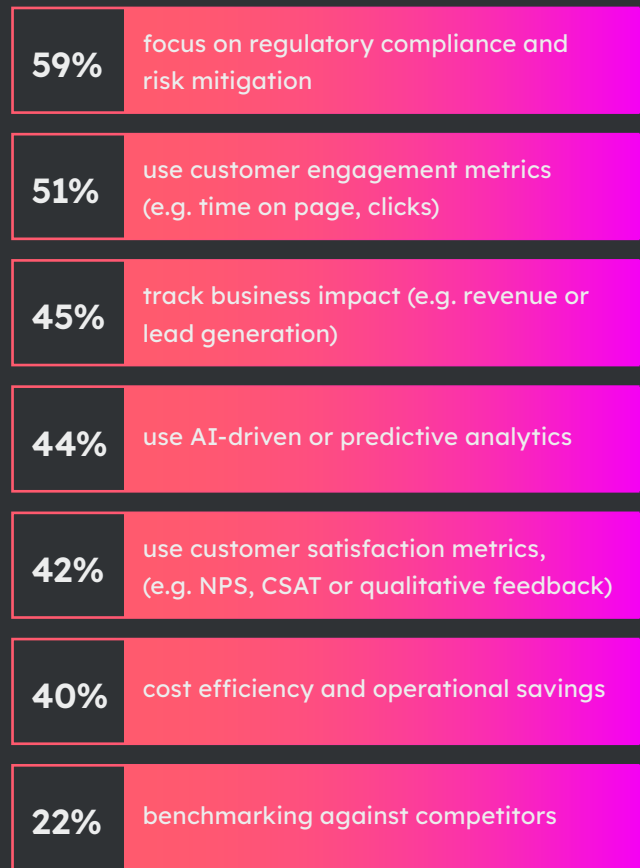 59%
focus on regulatory compliance and
risk mitigation
51%
use customer engagement metrics
(e.g. time on page, clicks)
45%
track business impact (e.g. revenue or
lead generation)
44%
use AI-driven or predictive analytics
42%
use customer satisfaction metrics,
(e.g. NPS, CSAT or qualitative feedback)
40%
cost efficiency and operational savings
22%
benchmarking against competitors